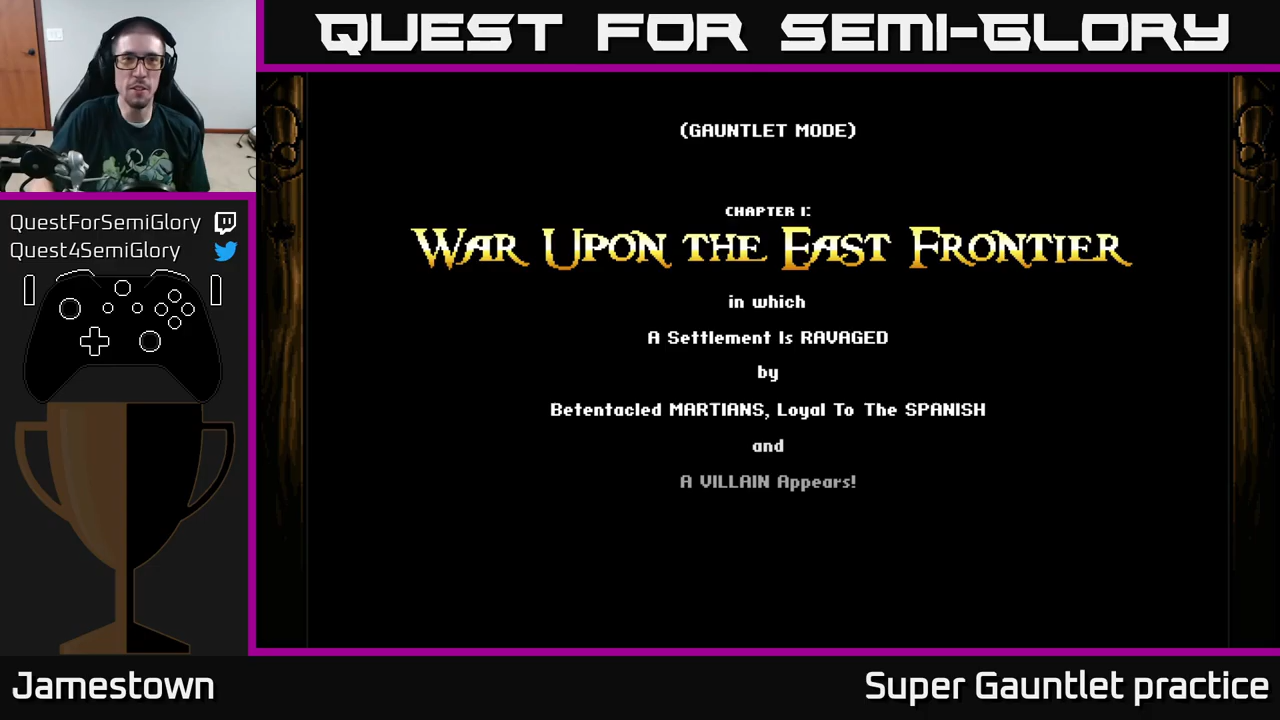 QUEST FOR SEMI-GLORY
QuestForSemiGlory
Quest4SemiGlory
(GAUNTLET MODE)
CHAPTER I:
WAR UPON THE EAST FRONTIER
in which
A Settlement Is RAVAGED
by
Betentacled MARTIANS, Loyal To The SPANISH
and
A VILLAIN Appears!
Jamestown
Super Gauntlet practice